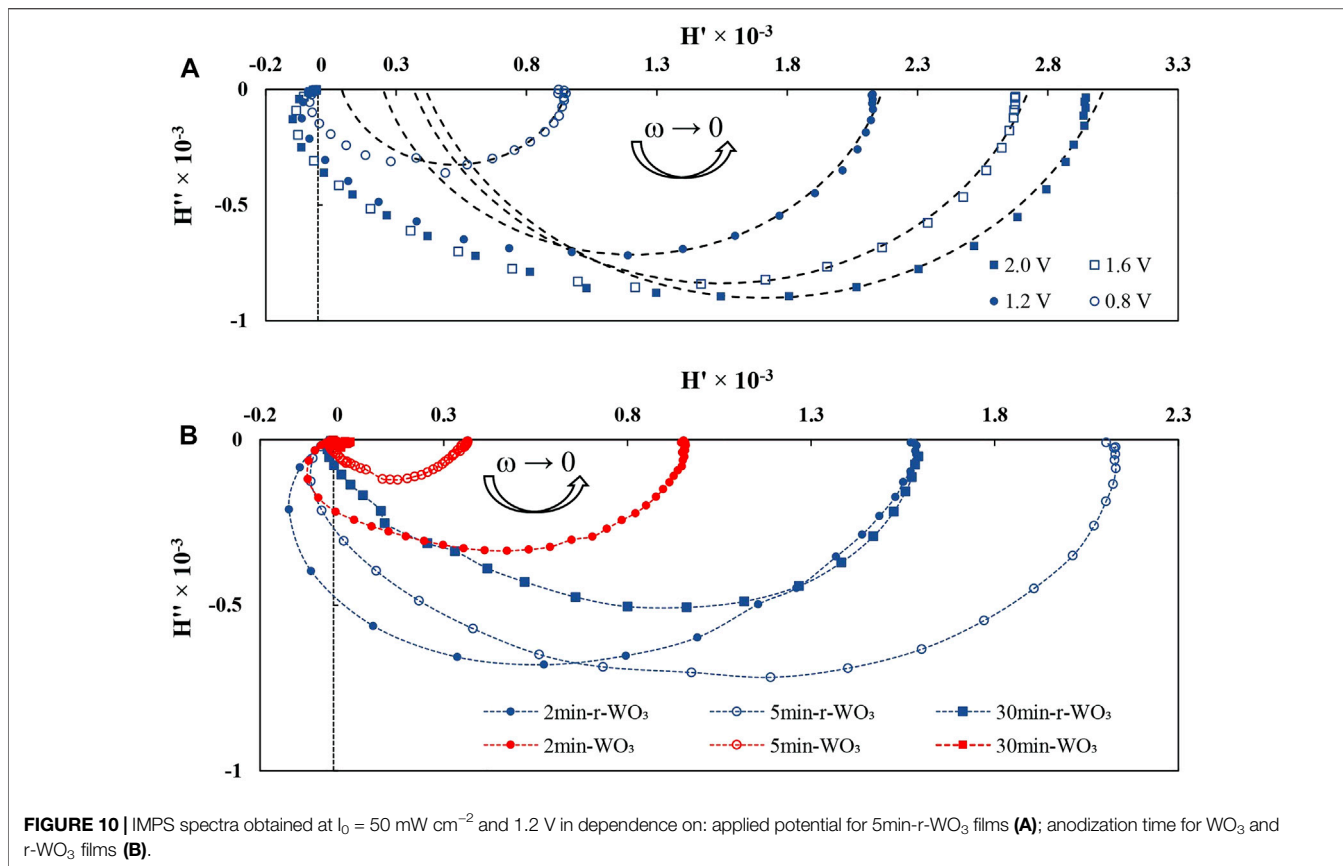 H' × 10⁻³
A
-0.2 0 0.3 0.8 1.3 1.8 2.3 2.8 3.3
0
-0.5
-1
H'' × 10⁻³
ω → 0
2.0 V 1.6 V
1.2 V 0.8 V
H' × 10⁻³
B
-0.2 0 0.3 0.8 1.3 1.8 2.3
0
-0.5
-1
H'' × 10⁻³
ω → 0
2min-r-WO₃ 5min-r-WO₃ 30min-r-WO₃
2min-WO₃ 5min-WO₃ 30min-WO₃
FIGURE 10 | IMPS spectra obtained at I₀ = 50 mW cm⁻² and 1.2 V in dependence on: applied potential for 5min-r-WO₃ films (A); anodization time for WO₃ and
r-WO₃ films (B).